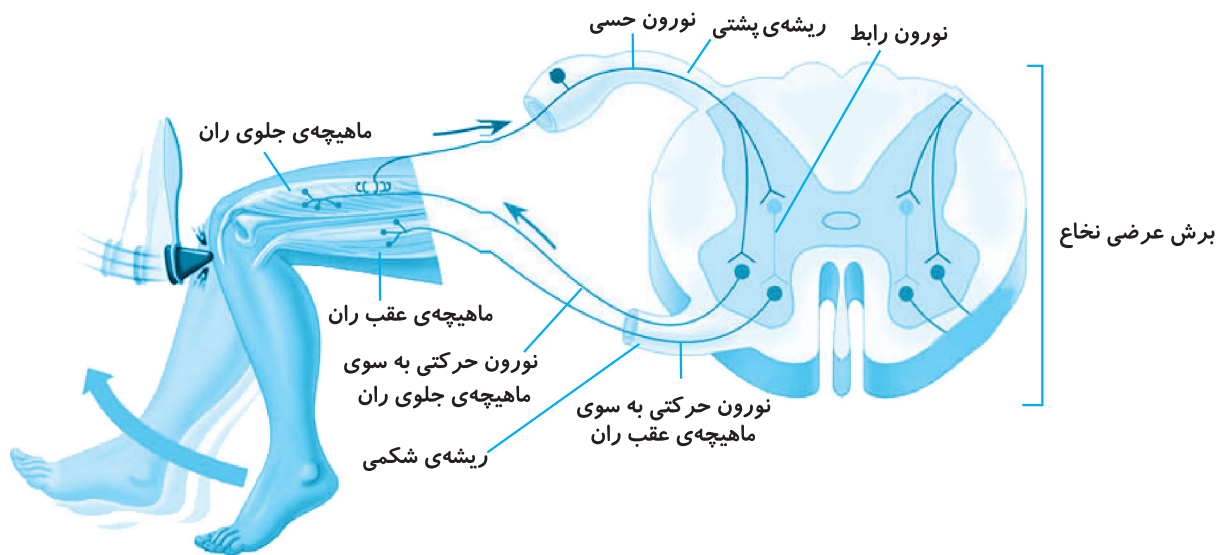 نورون حسی
ریشه‌ی پشتی
نورون رابط
ماهیچه‌ی جلوی ران
برش عرضی نخاع
ماهیچه‌ی عقب ران
نورون حرکتی به سوی
ماهیچه‌ی جلوی ران
نورون حرکتی به سوی
ماهیچه‌ی عقب ران
ریشه‌ی شکمی